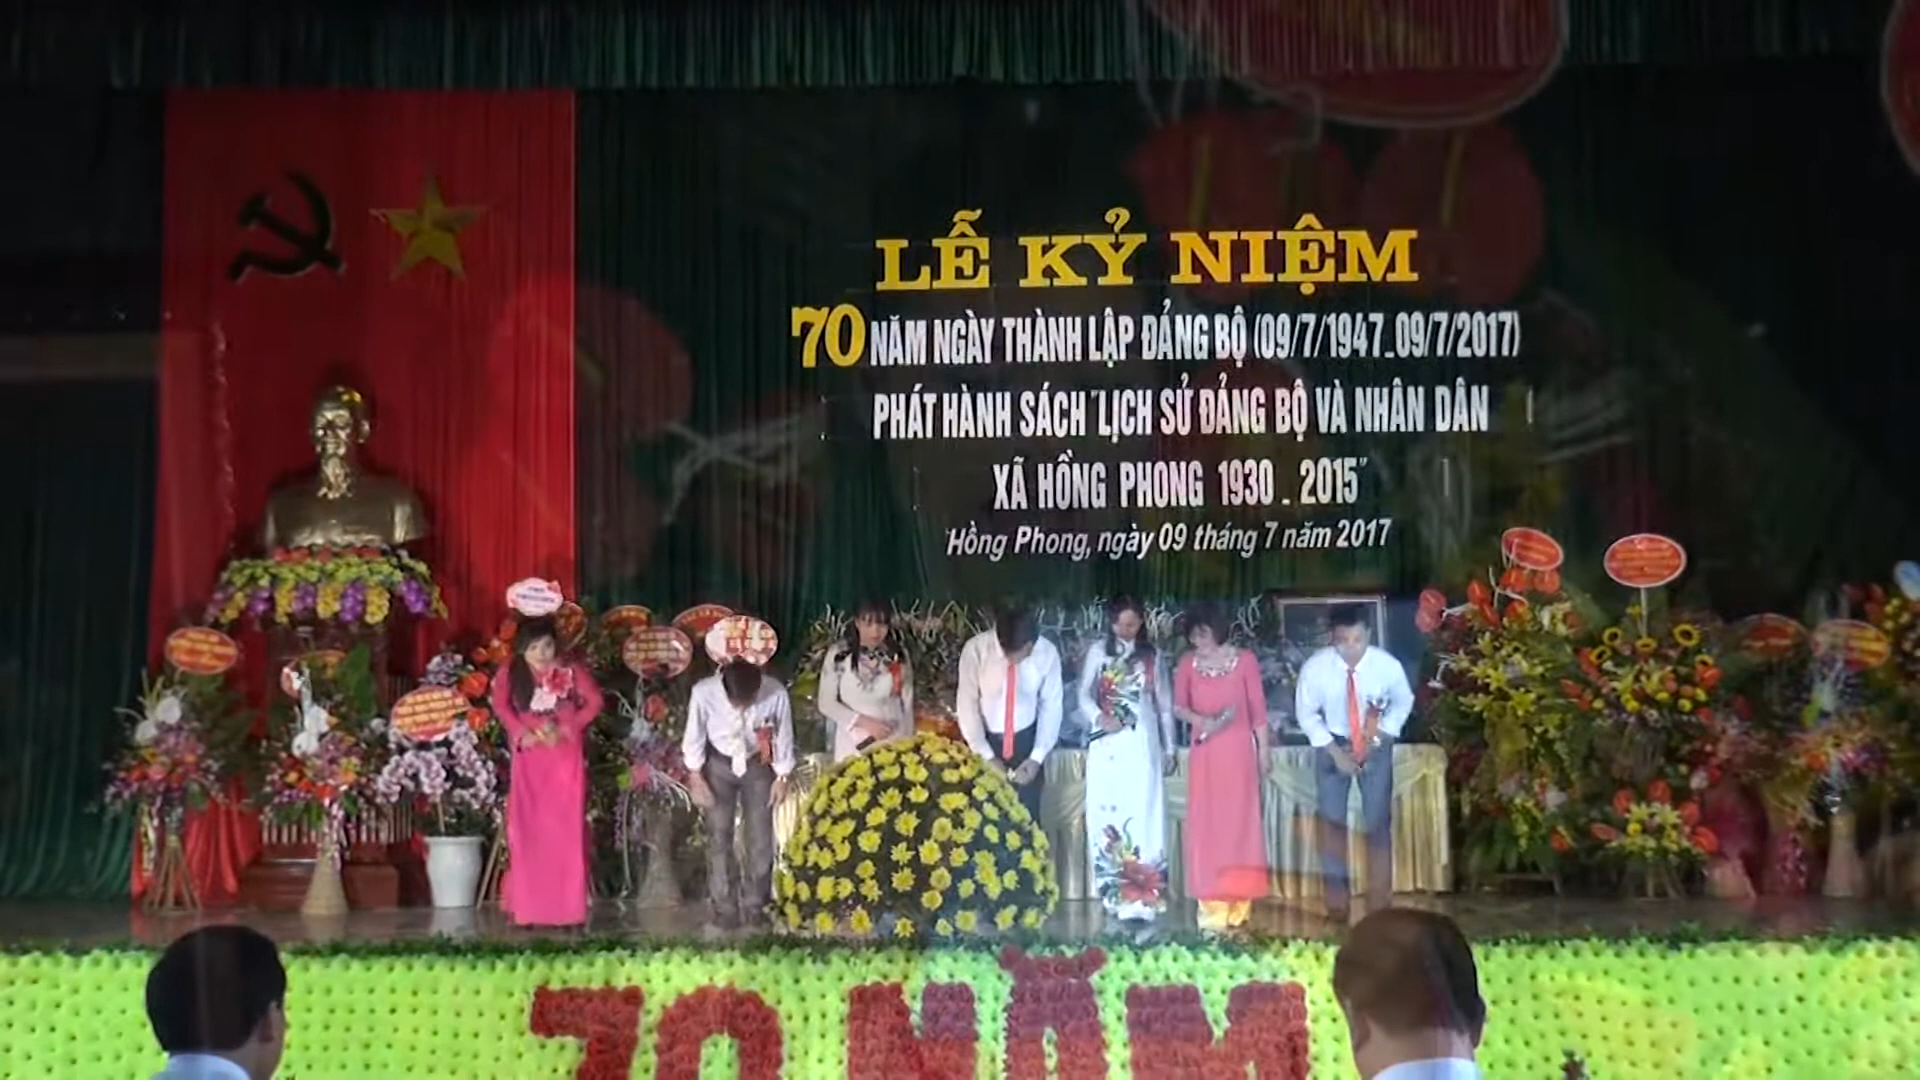 LỄ KỶ NIỆM
70 NĂM NGÀY THÀNH LẬP ĐẢNG BỘ (09/7/1947_09/7/2017)
PHÁT HÀNH SÁCH "LỊCH SỬ ĐẢNG BỘ VÀ NHÂN DÂN
XÃ HỒNG PHONG 1930 _ 2015"
Hồng Phong, ngày 09 tháng 7 năm 2017
70 NĂM